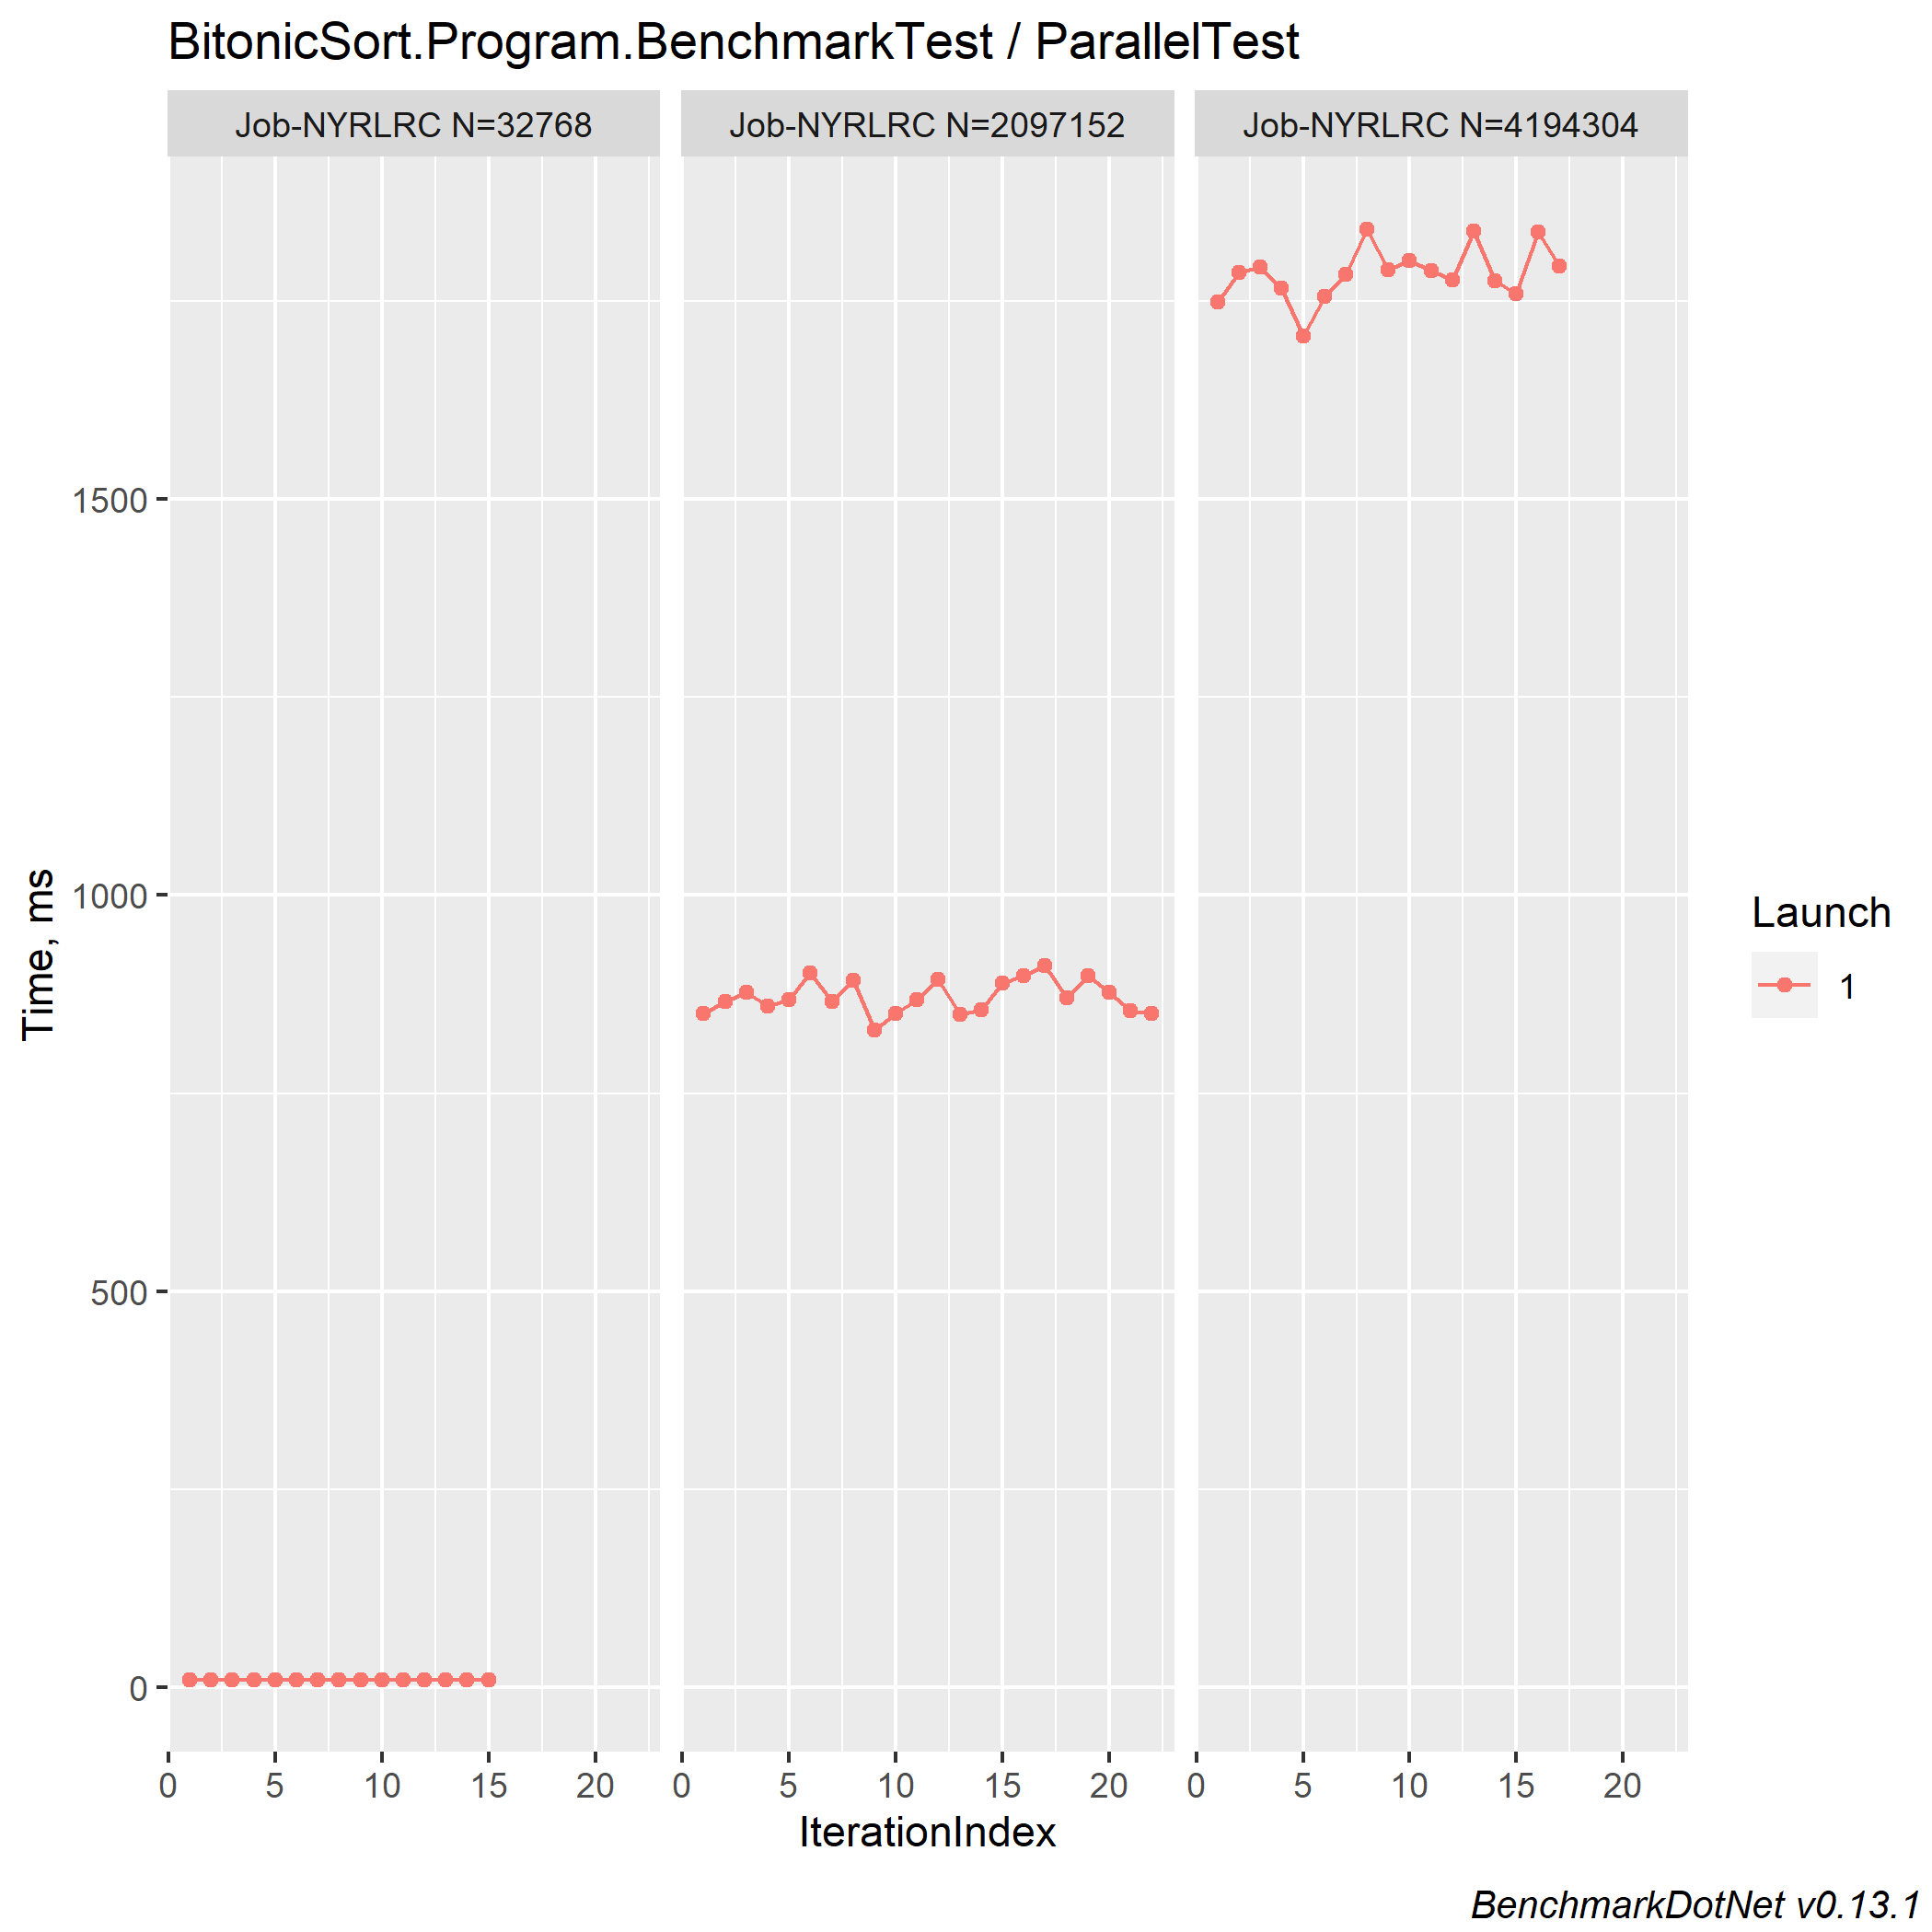 BitonicSort.Program.BenchmarkTest / ParallelTest
Job-NYRLRC N=32768
Job-NYRLRC N=2097152
Job-NYRLRC N=4194304
Time, ms
1500
1000
500
0
0 5 10 15 20
0 5 10 15 20
0 5 10 15 20
IterationIndex
Launch
1
BenchmarkDotNet v0.13.1